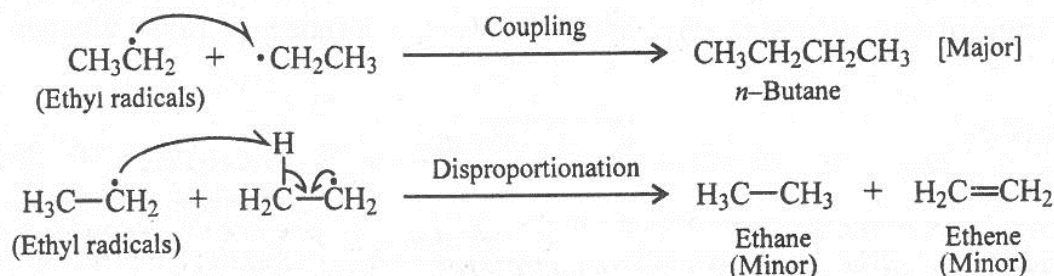 Coupling
CH₃ĊH₂ + ·CH₂CH₃ → CH₃CH₂CH₂CH₃ [Major]
(Ethyl radicals) n–Butane
H
Disproportionation
H₃C–ĊH₂ + H₂C–ĊH₂ → H₃C–CH₃ + H₂C=CH₂
(Ethyl radicals) Ethane Ethene
(Minor) (Minor)